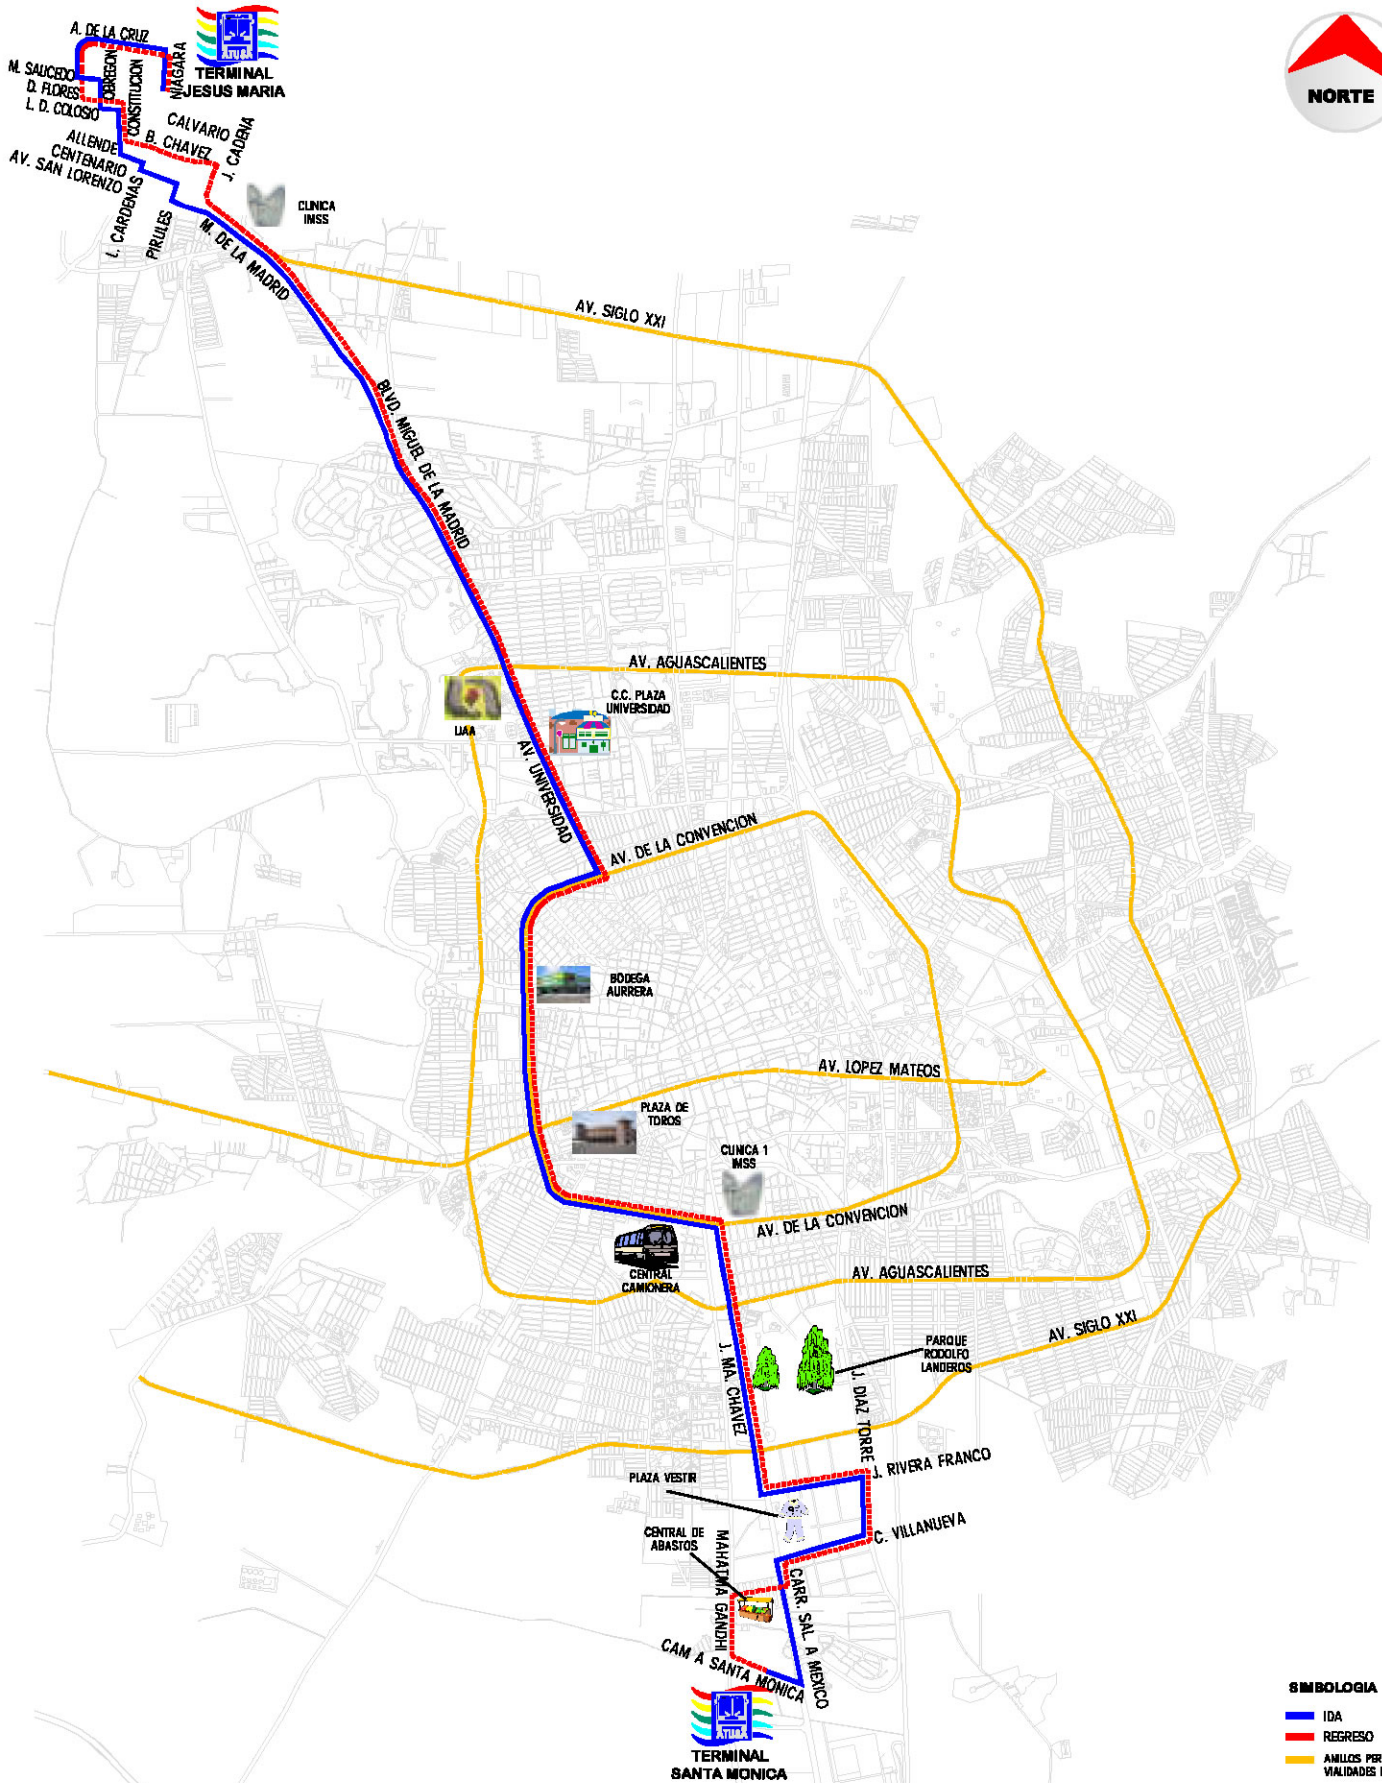 A. DE LA CRUZ
ATUSA
TERMINAL
JESUS MARIA
NORTE
M. SAUCEDO
D. FLORES
L. D. COLOSIO
OBREGON
CONSTITUCION
NIAGARA
CALVARIO
B. CHAVEZ
J. CADENA
ALLENDE
CENTENARIO
AV. SAN LORENZO
L. CARDENAS
PIRULES
M. DE LA MADRID
CLINICA
IMSS
AV. SIGLO XXI
BLVD. MIGUEL DE LA MADRID
AV. AGUASCALIENTES
C.C. PLAZA
UNIVERSIDAD
UAA
AV. UNIVERSIDAD
AV. DE LA CONVENCION
BODEGA
AURRERA
AV. LOPEZ MATEOS
PLAZA DE
TOROS
CLINICA 1
IMSS
AV. DE LA CONVENCION
CENTRAL
CAMIONERA
AV. AGUASCALIENTES
AV. SIGLO XXI
PARQUE
RODOLFO
LANDEROS
J. MA. CHAVEZ
J. DIAZ TORRE
J. RIVERA FRANCO
PLAZA VESTIR
C. VILLANUEVA
CENTRAL DE
ABASTOS
MAHATMA GANDHI
CARR. SAL. A MEXICO
CAM A SANTA MONICA
ATUSA
TERMINAL
SANTA MONICA
SIMBOLOGIA
IDA
REGRESO
ANILLOS PER
VIALIDADES